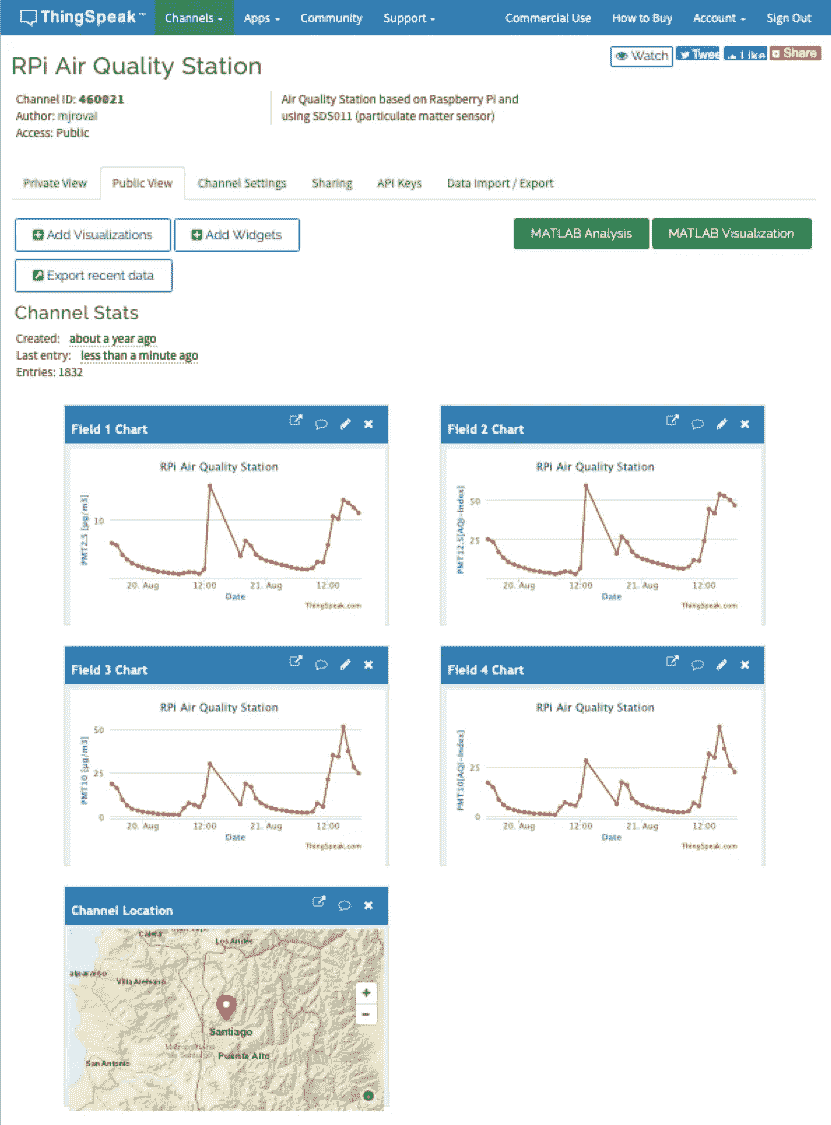 ThingSpeak™ Channels Apps Community Support Commercial Use How to Buy Account Sign Out
RPi Air Quality Station
Watch Tweet Like Share
Channel ID: 460021
Author: mjroval
Access: Public
Air Quality Station based on Raspberry Pi and
using SDS011 (particulate matter sensor)
Private View Public View Channel Settings Sharing API Keys Data Import / Export
Add Visualizations Add Widgets MATLAB Analysis MATLAB Visualization
Export recent data
Channel Stats
Created: about a year ago
Last entry: less than a minute ago
Entries: 1832
Field 1 Chart
RPi Air Quality Station
PMT2.5 [µg/m3]
10
20. Aug 12:00 21. Aug 12:00
Date
ThingSpeak.com
Field 2 Chart
RPi Air Quality Station
PMT12.5[AQI-Index]
50
25
20. Aug 12:00 21. Aug 12:00
Date
ThingSpeak.com
Field 3 Chart
RPi Air Quality Station
PMT10 [µg/m3]
50
25
0
20. Aug 12:00 21. Aug 12:00
Date
ThingSpeak.com
Field 4 Chart
RPi Air Quality Station
PMT10[AQI-Index]
25
0
20. Aug 12:00 21. Aug 12:00
Date
ThingSpeak.com
Channel Location
Los Andes
Villa Alemana
+
−
Santiago
Puente Alto
San Antonio